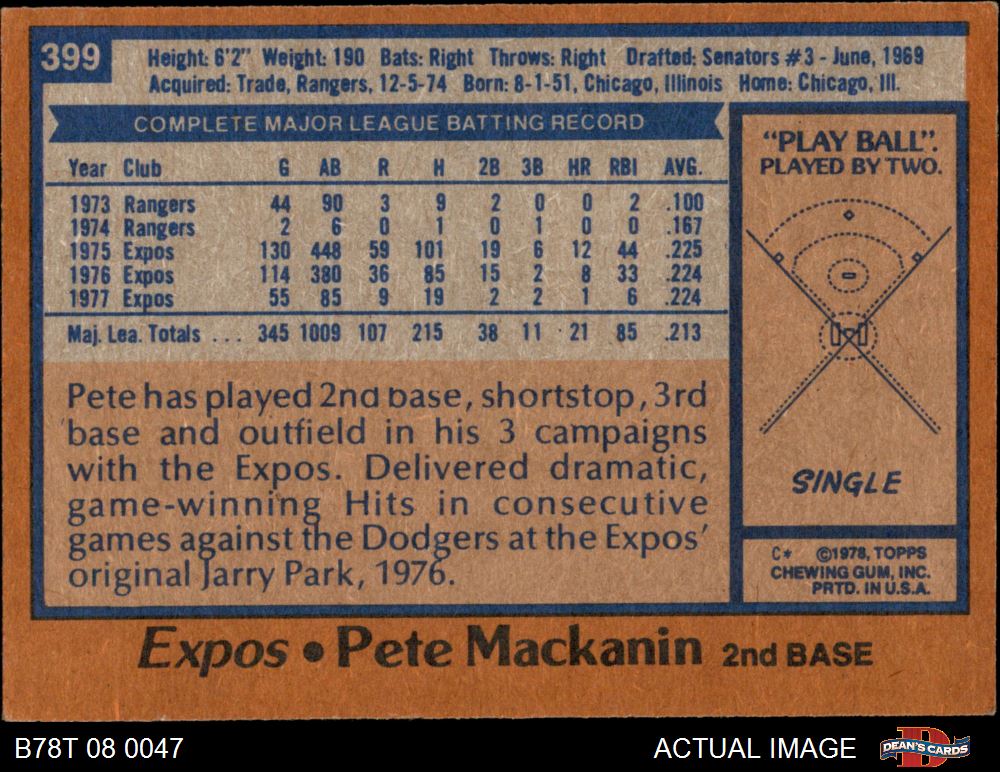 399
Height: 6'2" Weight: 190 Bats: Right Throws: Right Drafted: Senators #3 - June, 1969
Acquired: Trade, Rangers, 12-5-74 Born: 8-1-51, Chicago, Illinois Home: Chicago, Ill.
COMPLETE MAJOR LEAGUE BATTING RECORD
Year Club G AB R H 2B 3B HR RBI AVG.
1973 Rangers 44 90 3 9 2 0 0 2 .100
1974 Rangers 2 6 0 1 0 1 0 0 .167
1975 Expos 130 448 59 101 19 6 12 44 .225
1976 Expos 114 380 36 85 15 2 8 33 .224
1977 Expos 55 85 9 19 2 2 1 6 .224
Maj. Lea. Totals ... 345 1009 107 215 38 11 21 85 .213
Pete has played 2nd base, shortstop, 3rd
base and outfield in his 3 campaigns
with the Expos. Delivered dramatic,
game-winning Hits in consecutive
games against the Dodgers at the Expos'
original Jarry Park, 1976.
"PLAY BALL".
PLAYED BY TWO.
SINGLE
C* ©1978, TOPPS
CHEWING GUM, INC.
PRTD. IN U.S.A.
Expos • Pete Mackanin 2nd BASE
B78T 08 0047
ACTUAL IMAGE
DEAN'S CARDS